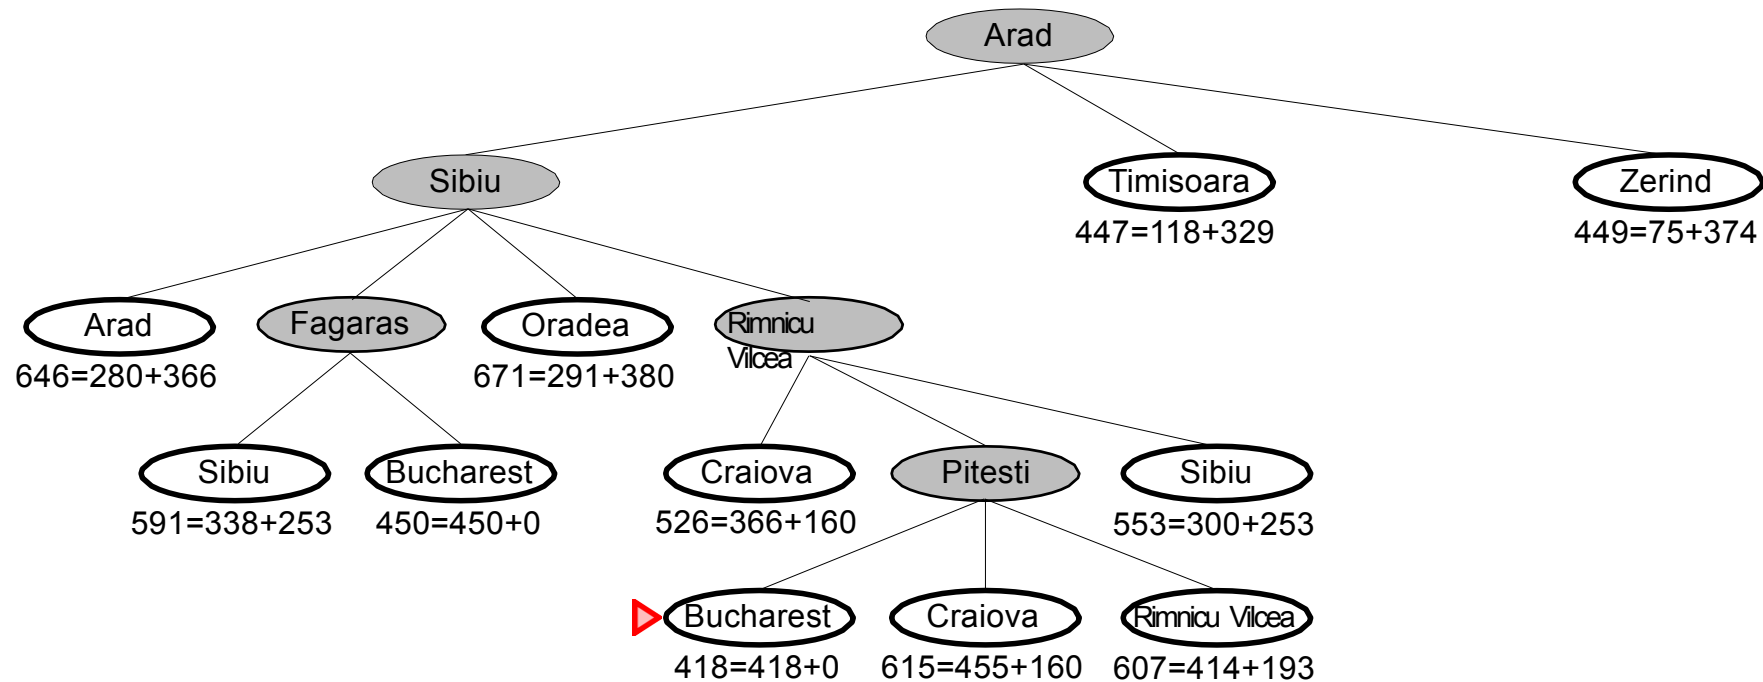 Arad
Sibiu
Timisoara
Zerind
447=118+329
449=75+374
Arad
Fagaras
Oradea
Rimnicu
Vilcea
646=280+366
671=291+380
Sibiu
Bucharest
Craiova
Pitesti
Sibiu
591=338+253
450=450+0
526=366+160
553=300+253
Bucharest
Craiova
Rimnicu Vilcea
418=418+0
615=455+160
607=414+193